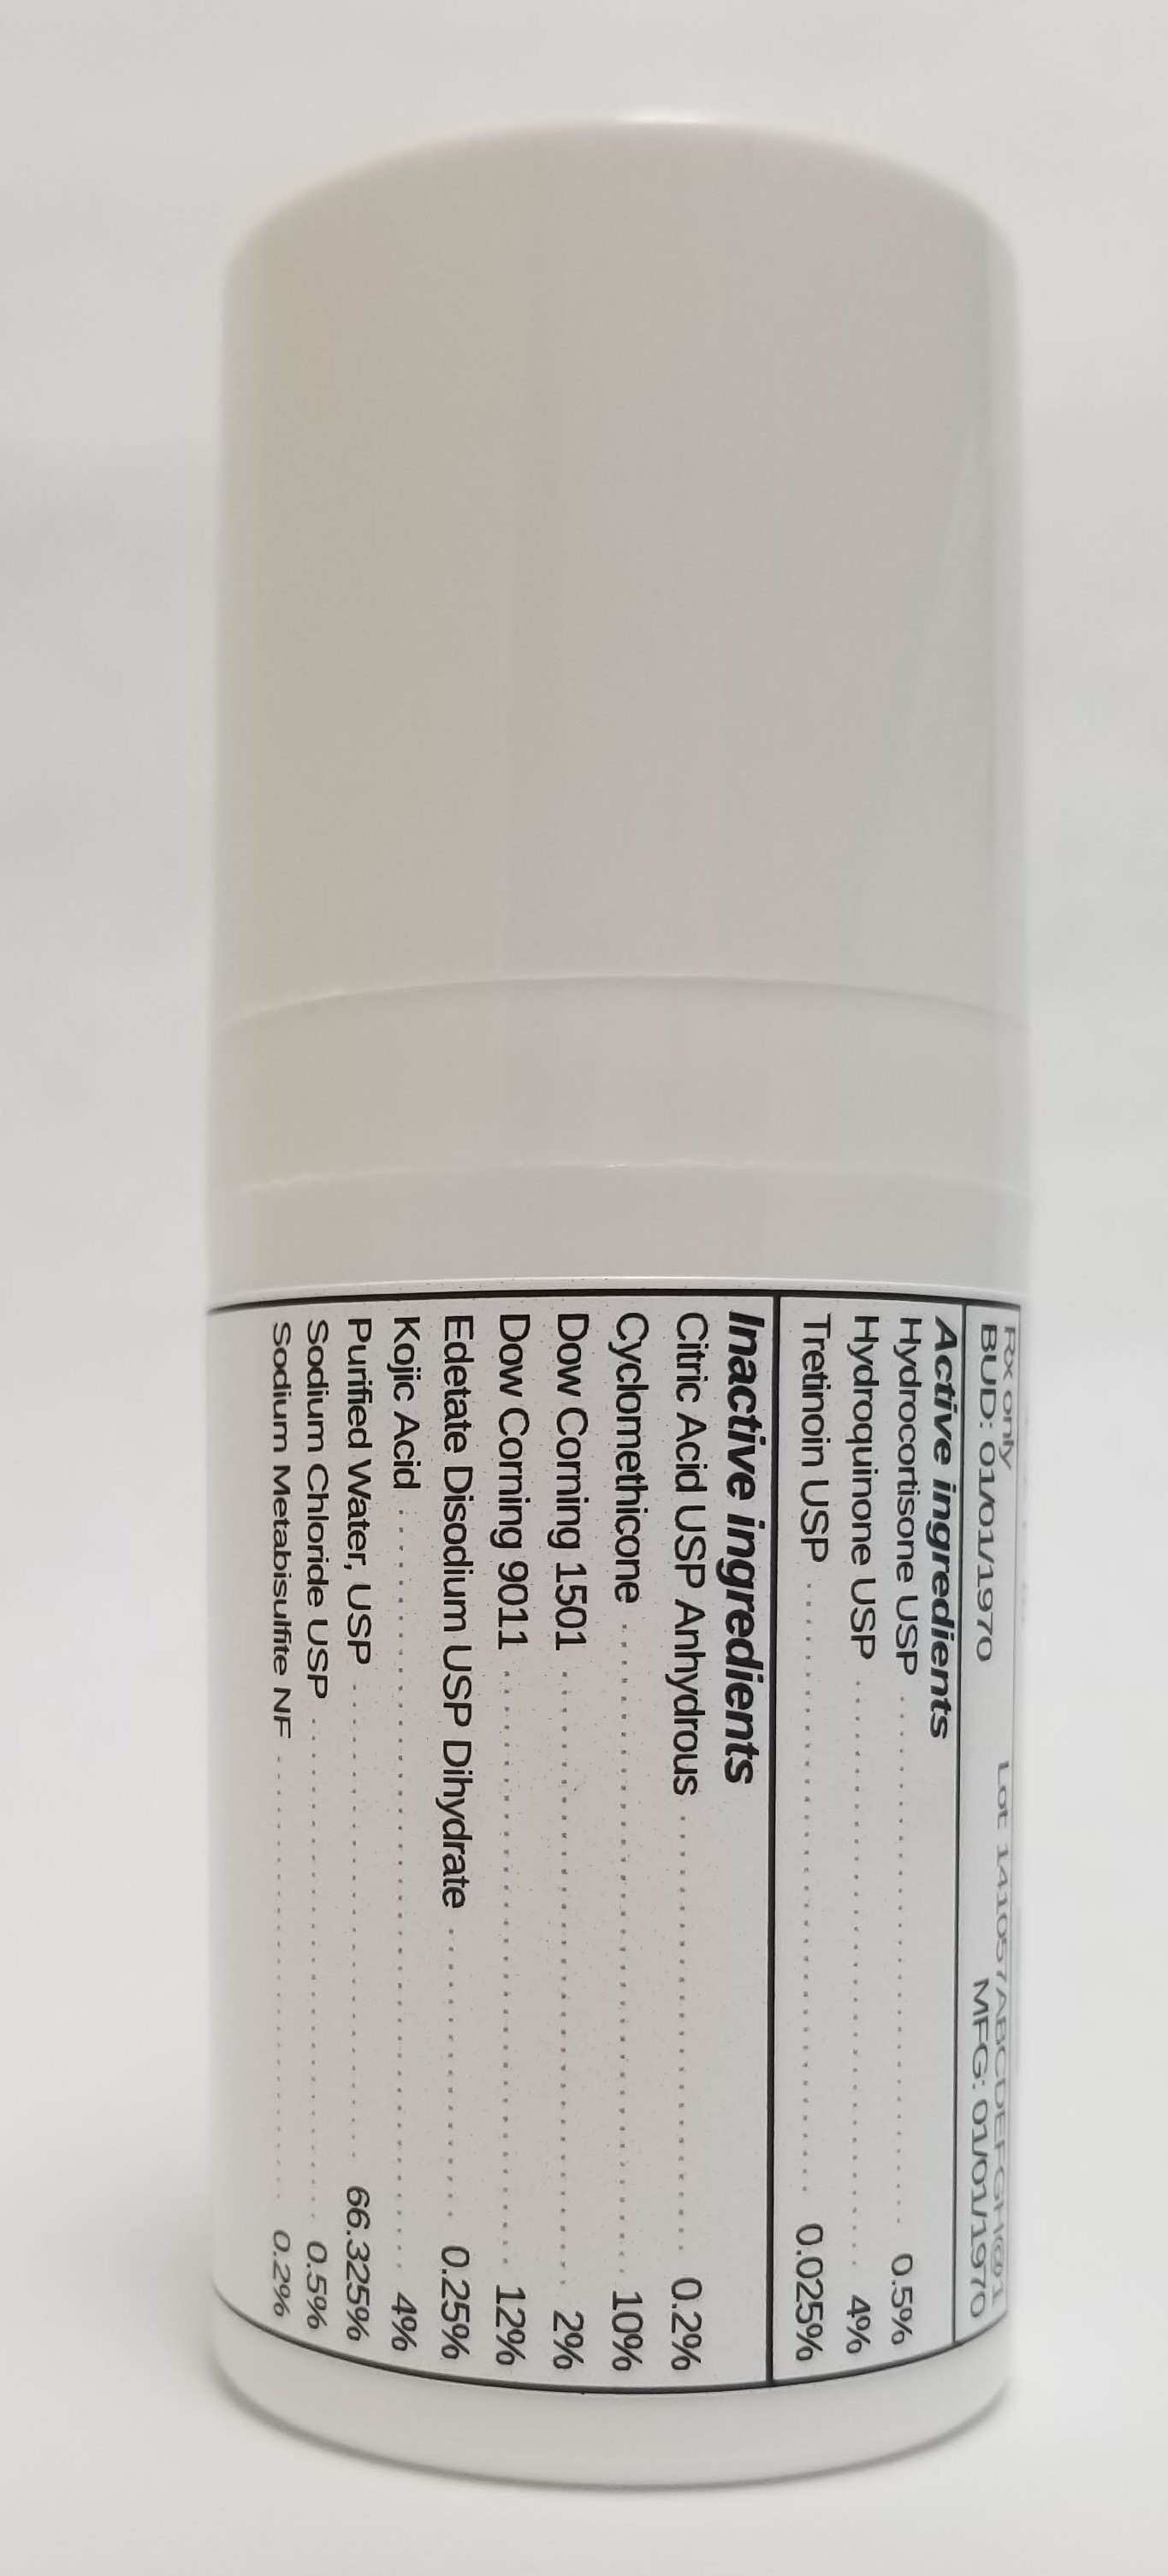 Rx only Lot: 141057ABCDEFGH@1
BUD: 01/01/1970 MFG: 01/01/1970
Active ingredients
Hydrocortisone USP 0.5%
Hydroquinone USP 4%
Tretinoin USP 0.025%
Inactive ingredients
Citric Acid USP Anhydrous 0.2%
Cyclomethicone 10%
Dow Corning 1501 2%
Dow Corning 9011 12%
Edetate Disodium USP Dihydrate 0.25%
Kojic Acid 4%
Purified Water, USP 66.325%
Sodium Chloride USP 0.5%
Sodium Metabisulfite NF 0.2%